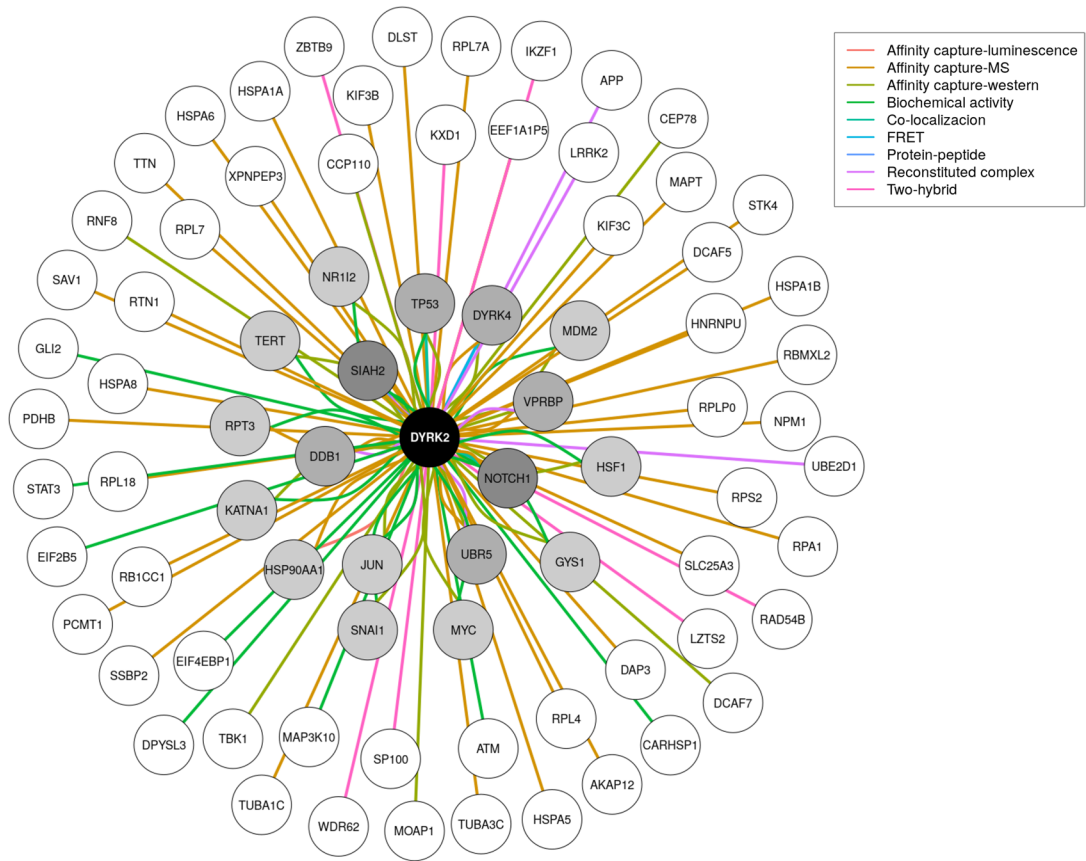 DLST
RPL7A
ZBTB9
IKZF1
APP
HSPA1A
KIF3B
CEP78
HSPA6
KXD1
EEF1A1P5
LRRK2
TTN
XPNPEP3
CCP110
MAPT
STK4
RNF8
RPL7
KIF3C
DCAF5
SAV1
RTN1
NR1I2
TP53
DYRK4
MDM2
HNRNPU
HSPA1B
GLI2
HSPA8
TERT
SIAH2
VPRBP
RBMXL2
PDHB
RPT3
DYRK2
RPLP0
NPM1
STAT3
RPL18
DDB1
NOTCH1
HSF1
UBE2D1
KATNA1
RPS2
EIF2B5
RB1CC1
HSP90AA1
JUN
UBR5
GYS1
SLC25A3
RPA1
PCMT1
SNAI1
MYC
LZTS2
RAD54B
SSBP2
EIF4EBP1
DAP3
DCAF7
DPYSL3
TBK1
MAP3K10
SP100
ATM
RPL4
CARHSP1
TUBA1C
WDR62
MOAP1
TUBA3C
HSPA5
AKAP12
Affinity capture-luminescence
Affinity capture-MS
Affinity capture-western
Biochemical activity
Co-localizacion
FRET
Protein-peptide
Reconstituted complex
Two-hybrid